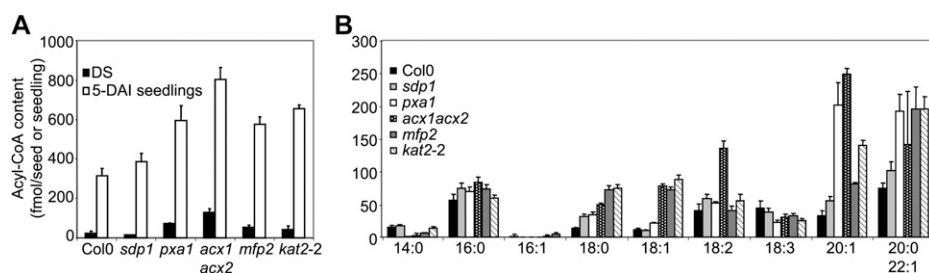 A
Acyl-CoA content
(fmol/seed or seedling)
1000
800
600
400
200
0
DS
5-DAI seedlings
Col0 sdp1 pxa1 acx1 mfp2 kat2-2
acx2
B
300
250
200
150
100
50
0
Col0
sdp1
pxa1
acx1acx2
mfp2
kat2-2
14:0 16:0 16:1 18:0 18:1 18:2 18:3 20:1 20:0
22:1